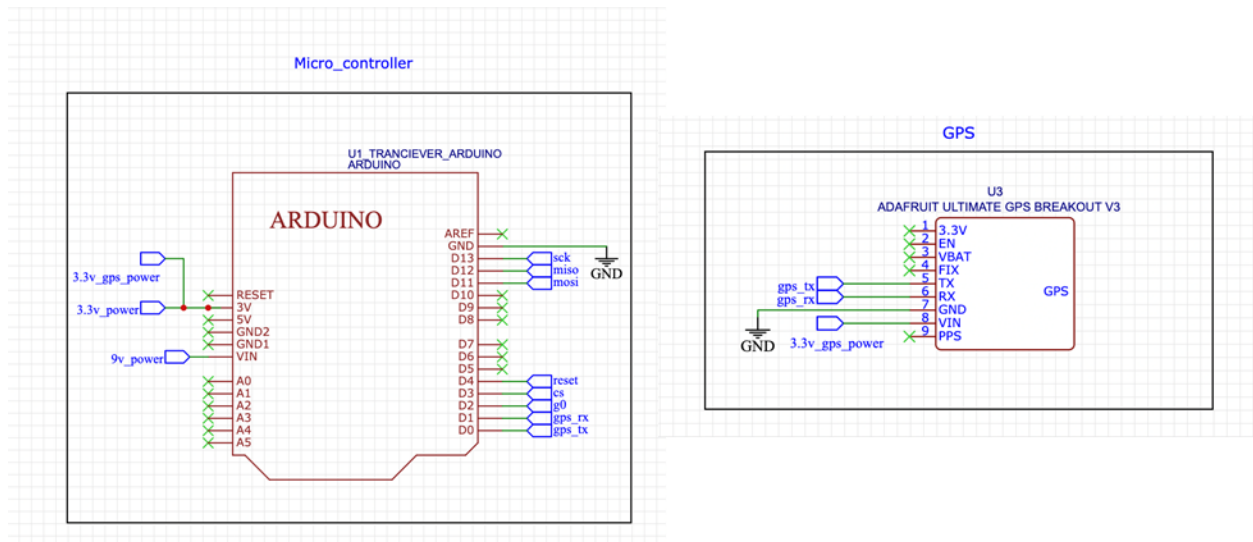 Micro_controller
U1_TRANCIEVER_ARDUINO
ARDUINO
ARDUINO
3.3v_gps_power
3.3v_power
9v_power
RESET
3V
5V
GND2
GND1
VIN
A0
A1
A2
A3
A4
A5
AREF
GND
D13
D12
D11
D10
D9
D8
D7
D6
D5
D4
D3
D2
D1
D0
GND
sck
miso
mosi
reset
cs
g0
gps_rx
gps_tx
GPS
U3
ADAFRUIT ULTIMATE GPS BREAKOUT V3
1 3.3V
2 EN
3 VBAT
4 FIX
gps_tx 5 TX
gps_rx 6 RX
7 GND
8 VIN
9 PPS
GPS
GND
3.3v_gps_power